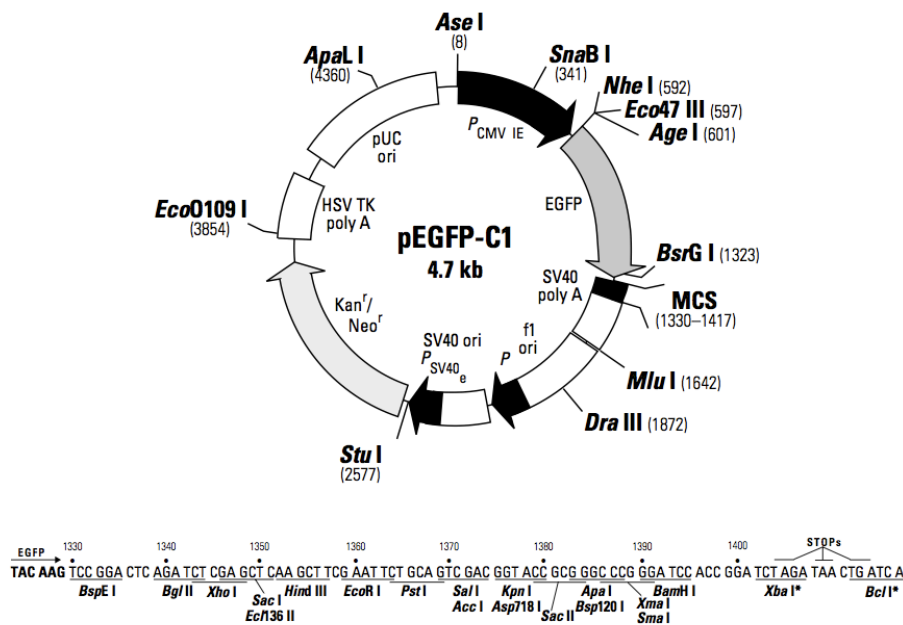 Ase I
(8)
ApaL I
(4360)
SnaB I
(341)
Nhe I (592)
Eco47 III (597)
Age I
(601)
PCMV IE
pUC
ori
EGFP
HSV TK
poly A
EcoO109 I
(3854)
pEGFP-C1
4.7 kb
BsrG I (1323)
SV40
poly A
MCS
(1330–1417)
Kanr/
Neor
SV40 ori
PSV40e
f1
ori
P
Mlu I (1642)
Dra III (1872)
Stu I
(2577)
EGFP
1330 1340 1350 1360 1370 1380 1390 1400
STOPs
TAC AAG TCC GGA CTC AGA TCT CGA GCT CAA GCT TCG AAT TCT GCA GTC GAC GGT ACC GCG GGC CCG GGA TCC ACC GGA TCT AGA TAA CTG ATC A
BspE I Bgl II Xho I Sac I Hind III EcoR I Pst I Sal I Kpn I Apa I BamH I Xba I* Bcl I*
Ecl136 II Acc I Asp718 I Sac II Bsp120 I Xma I
Sma I